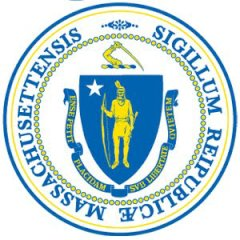 SIGILLUM REIPUBLICÆ MASSACHUSETTENSIS
ENSE PETIT PLACIDAM SVB LIBERTATE QVIETEM